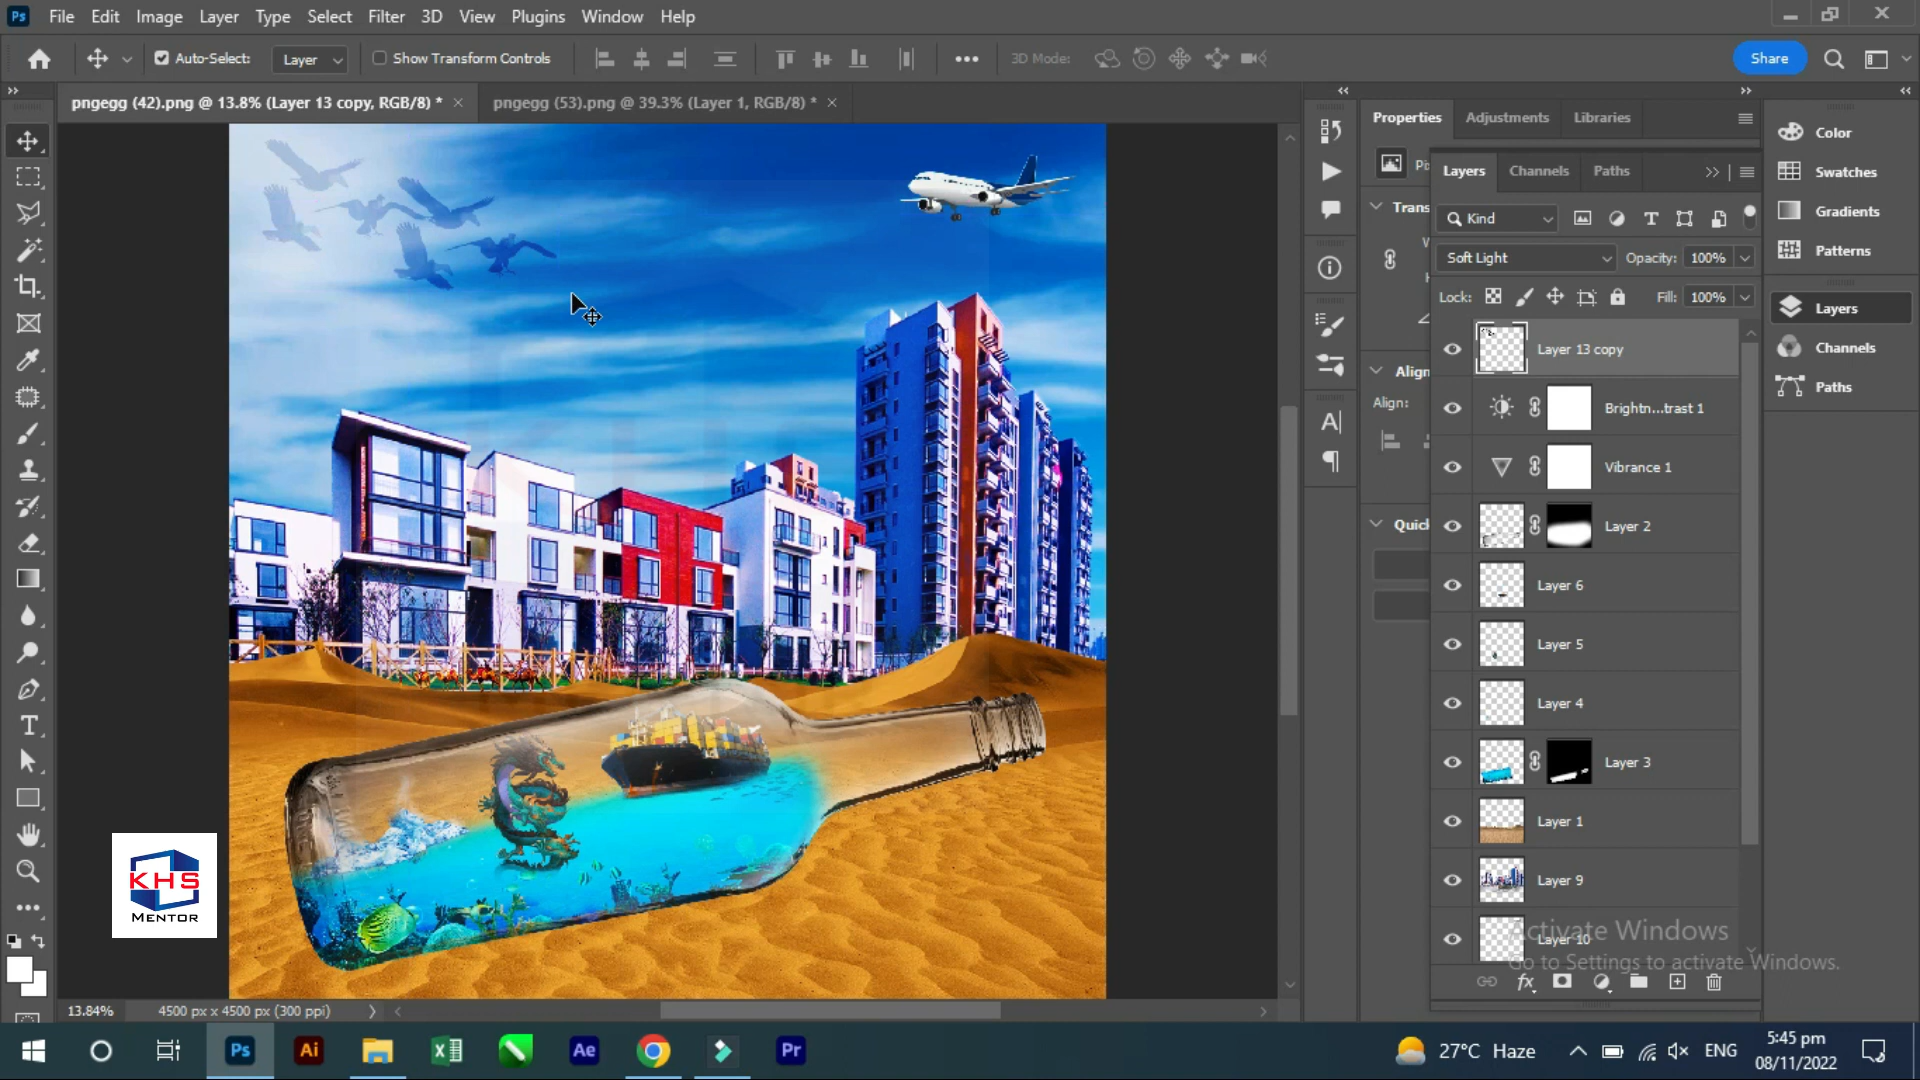 Ps File Edit Image Layer Type Select Filter 3D View Plugins Window Help
Auto-Select: Layer Show Transform Controls 3D Mode: Share
pngegg (42).png @ 13.8% (Layer 13 copy, RGB/8) * pngegg (53).png @ 39.3% (Layer 1, RGB/8) *
Properties Adjustments Libraries
Trans
Align
Align:
Quick
Layers Channels Paths
Kind
Soft Light Opacity: 100%
Lock: Fill: 100%
Layer 13 copy
Brightn...trast 1
Vibrance 1
Layer 2
Layer 6
Layer 5
Layer 4
Layer 3
Layer 1
Layer 9
Layer 10
Color
Swatches
Gradients
Patterns
Layers
Channels
Paths
KHS
MENTOR
Activate Windows
Go to Settings to activate Windows.
13.84% 4500 px x 4500 px (300 ppi)
Ps Ai Ae Pr
27°C Haze ENG
5:45 pm
08/11/2022